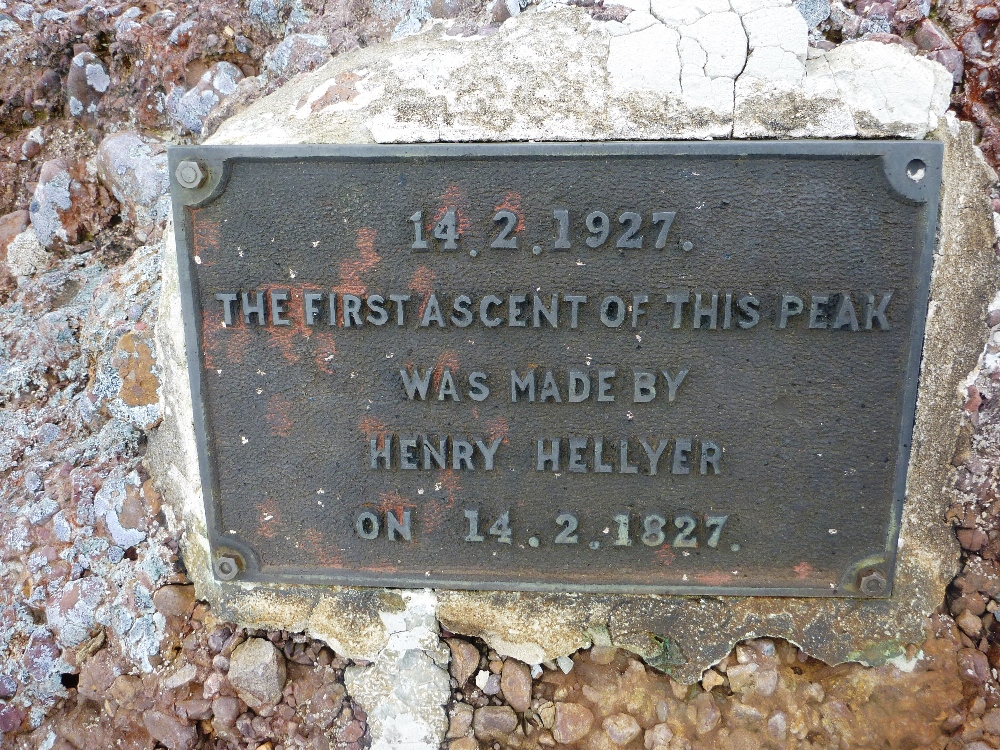 14.2.1927.
THE FIRST ASCENT OF THIS PEAK
WAS MADE BY
HENRY HELLYER
ON 14.2.1827.